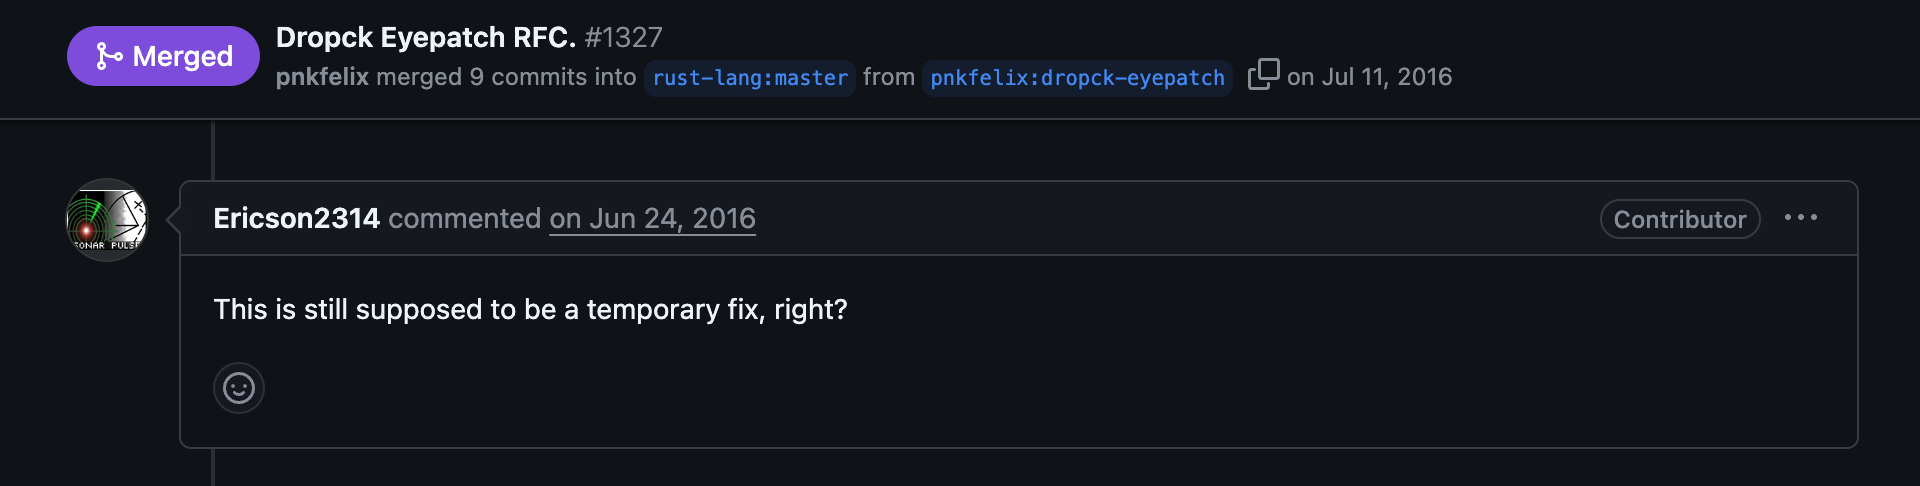 Merged
Dropck Eyepatch RFC. #1327
pnkfelix merged 9 commits into rust-lang:master from pnkfelix:dropck-eyepatch on Jul 11, 2016
SONAR PULSE
Ericson2314 commented on Jun 24, 2016
Contributor
This is still supposed to be a temporary fix, right?